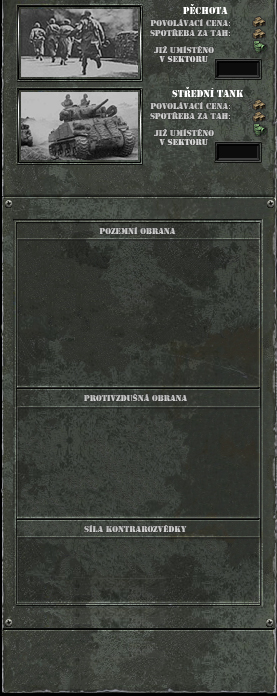 PĚCHOTA
POVOLÁVACÍ CENA:
SPOTŘEBA ZA TAH:
JIŽ UMÍSTĚNO
V SEKTORU
STŘEDNÍ TANK
POVOLÁVACÍ CENA:
SPOTŘEBA ZA TAH:
JIŽ UMÍSTĚNO
V SEKTORU
POZEMNÍ OBRANA
PROTIVZDUŠNÁ OBRANA
SÍLA KONTRAROZVĚDKY